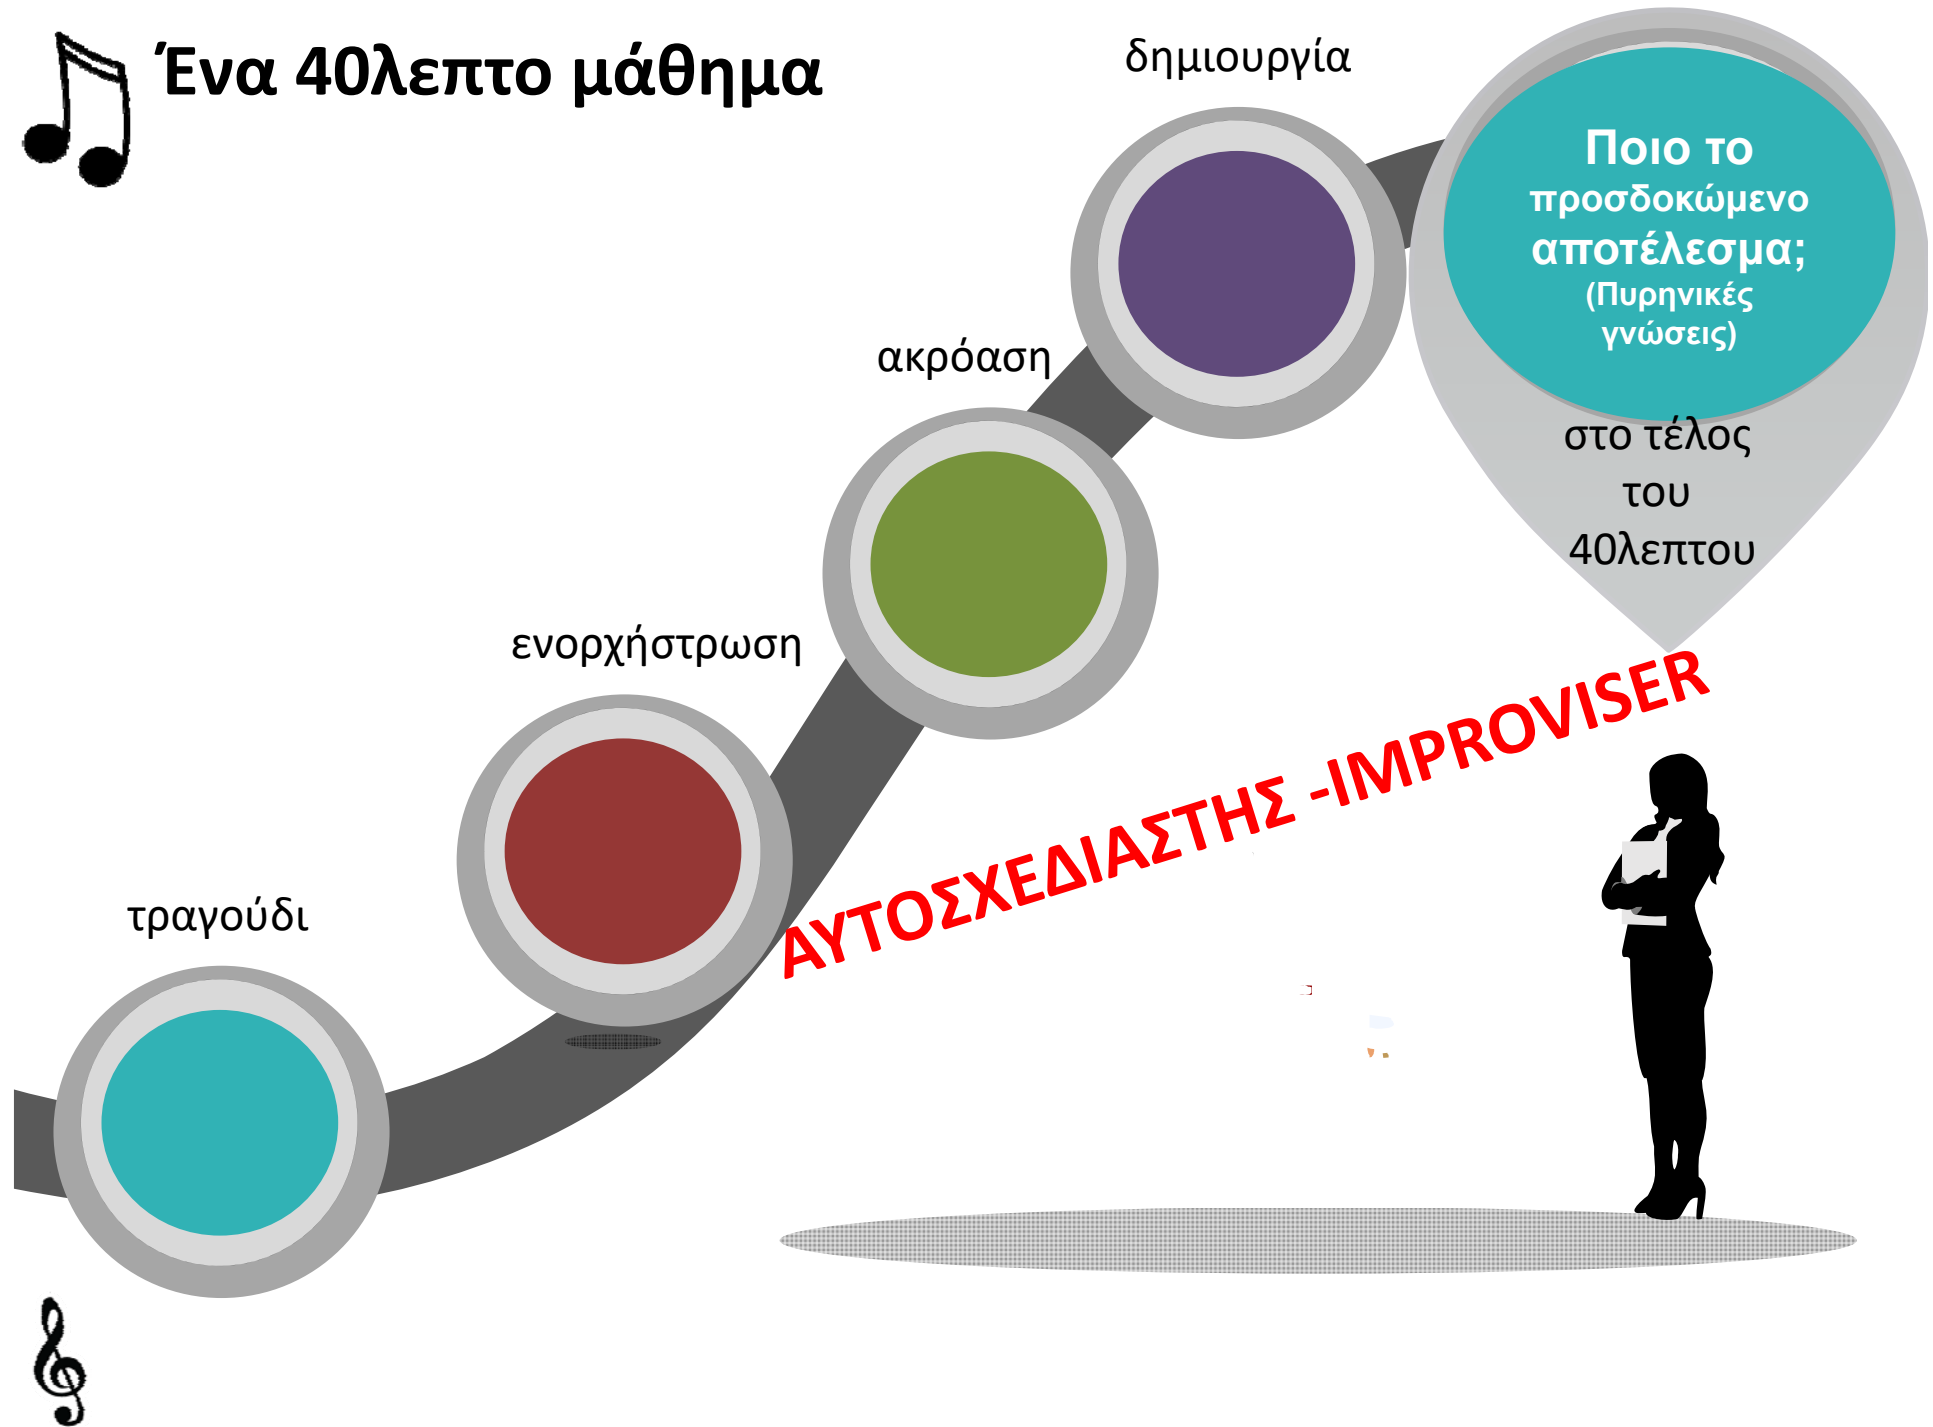 Ένα 40λεπτο μάθημα
δημιουργία
Ποιο το
προσδοκώμενο
αποτέλεσμα;
(Πυρηνικές
γνώσεις)
ακρόαση
στο τέλος
του
40λεπτου
ενορχήστρωση
ΑΥΤΟΣΧΕΔΙΑΣΤΗΣ -IMPROVISER
τραγούδι